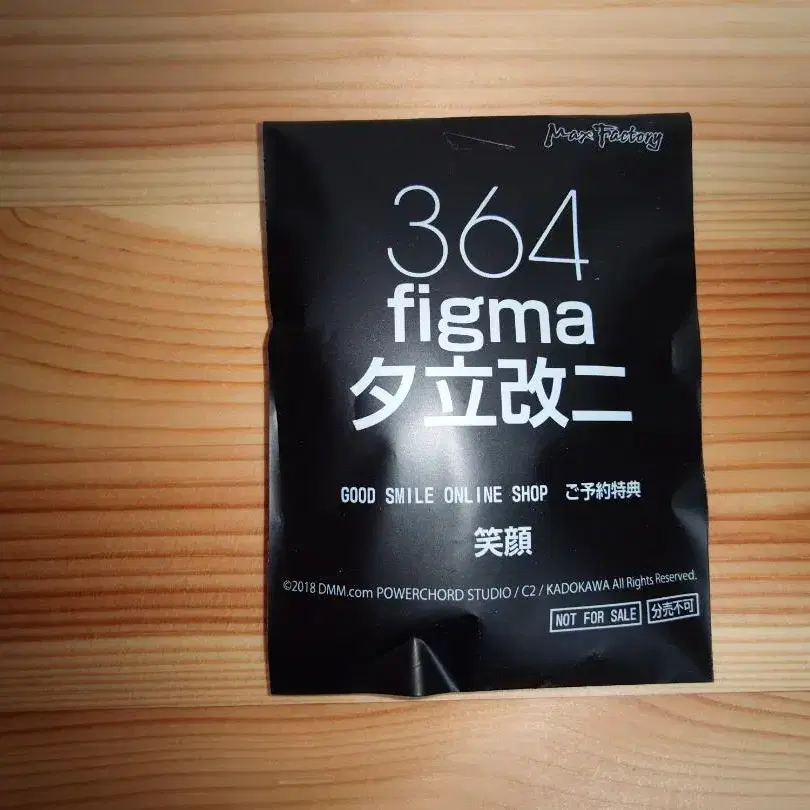 Max Factory
364
figma
夕立改二
GOOD SMILE ONLINE SHOP ご予約特典
笑顔
©2018 DMM.com POWERCHORD STUDIO / C2 / KADOKAWA All Rights Reserved.
NOT FOR SALE 分売不可